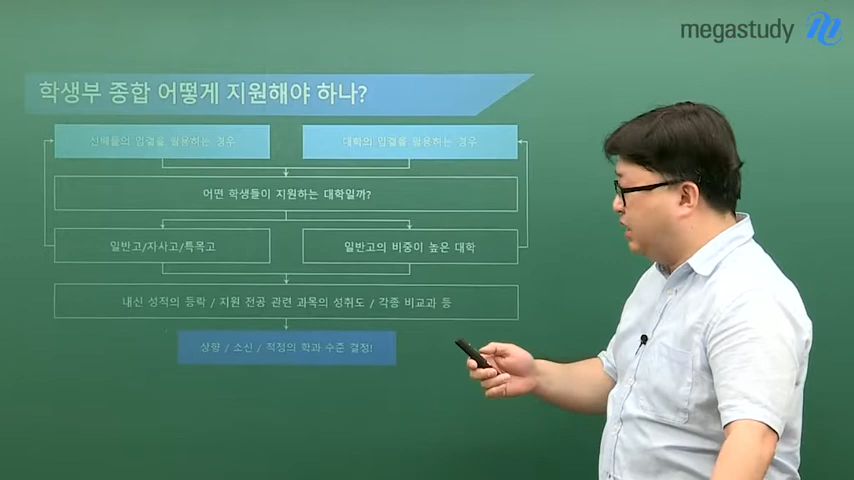 megastudy
학생부 종합 어떻게 지원해야 하나?
선배들의 입결을 활용하는 경우
대학의 입결을 활용하는 경우
어떤 학생들이 지원하는 대학일까?
일반고/자사고/특목고
일반고의 비중이 높은 대학
내신 성적의 등락 / 지원 전공 관련 과목의 성취도 / 각종 비교과 등
상향 / 소신 / 적정의 학과 수준 결정!